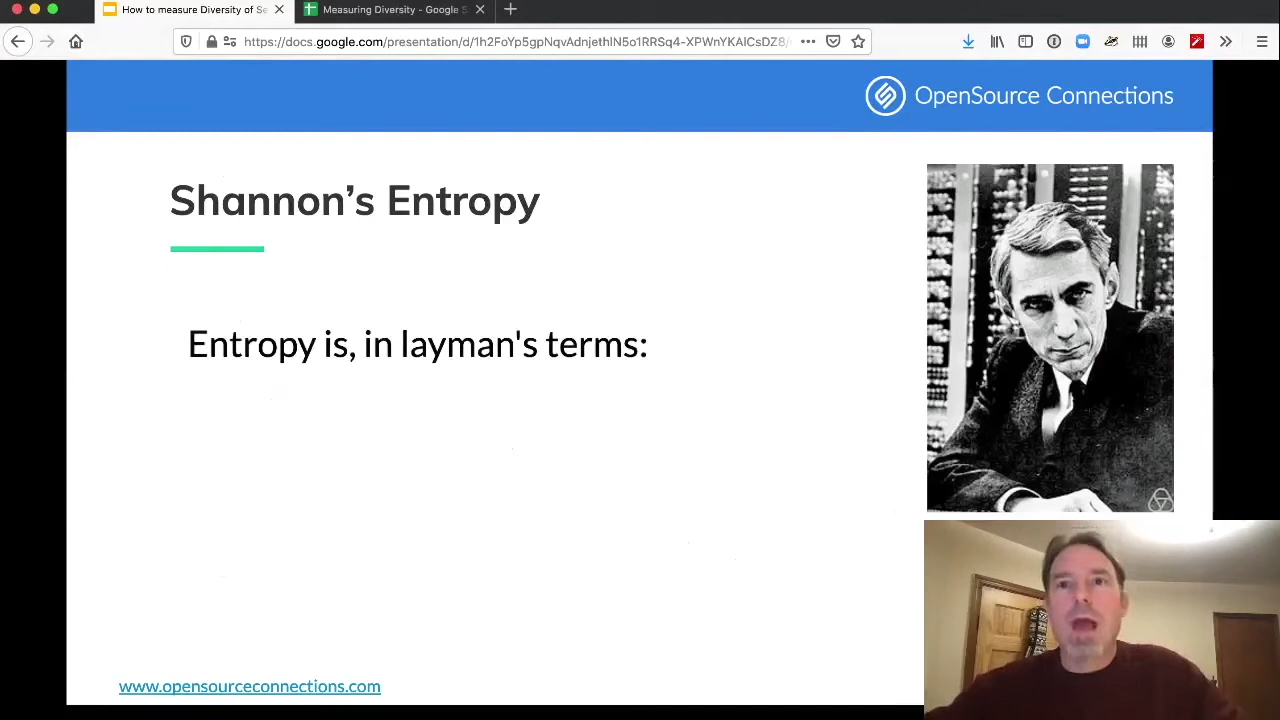 How to measure Diversity of Se
Measuring Diversity - Google S
https://docs.google.com/presentation/d/1h2FoYp5gpNqvAdnjethlN5o1RRSq4-XPWnYKAICsDZ8/
OpenSource Connections
Shannon's Entropy
Entropy is, in layman's terms:
www.opensourceconnections.com